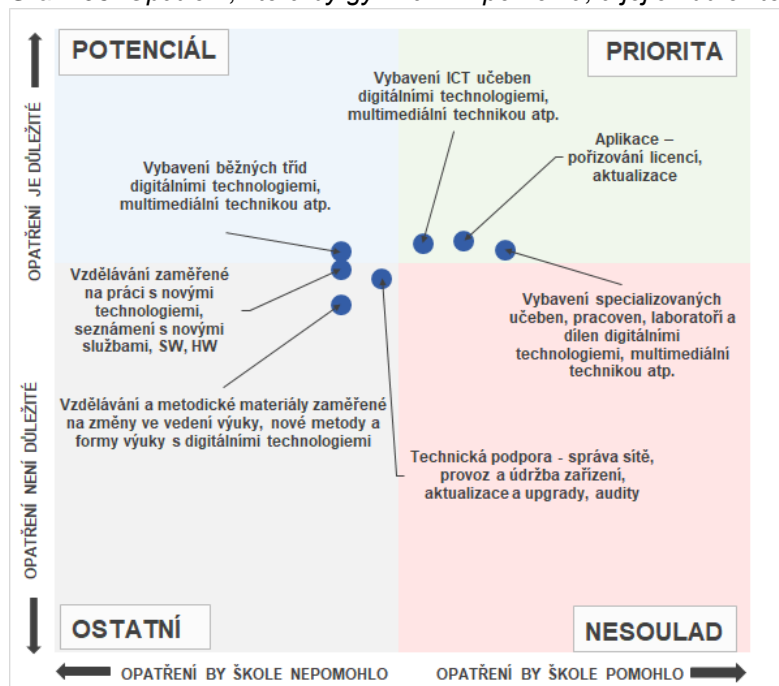 POTENCIÁL
PRIORITA
Vybavení ICT učeben
digitálními technologiemi,
multimediální technikou atp.
Aplikace –
pořizování licencí,
aktualizace
Vybavení běžných tříd
digitálními technologiemi,
multimediální technikou atp.
Vzdělávání zaměřené
na práci s novými
technologiemi,
seznámení s novými
službami, SW, HW
Vybavení specializovaných
učeben, pracoven, laboratoří a
dílen digitálními
technologiemi, multimediální
technikou atp.
Vzdělávání a metodické materiály zaměřené
na změny ve vedení výuky, nové metody a
formy výuky s digitálními technologiemi
Technická podpora - správa sítě,
provoz a údržba zařízení,
aktualizace a upgrady, audity
OSTATNÍ
NESOULAD
OPATŘENÍ JE DŮLEŽITÉ
OPATŘENÍ NENÍ DŮLEŽITÉ
OPATŘENÍ BY ŠKOLE NEPOMOHLO
OPATŘENÍ BY ŠKOLE POMOHLO